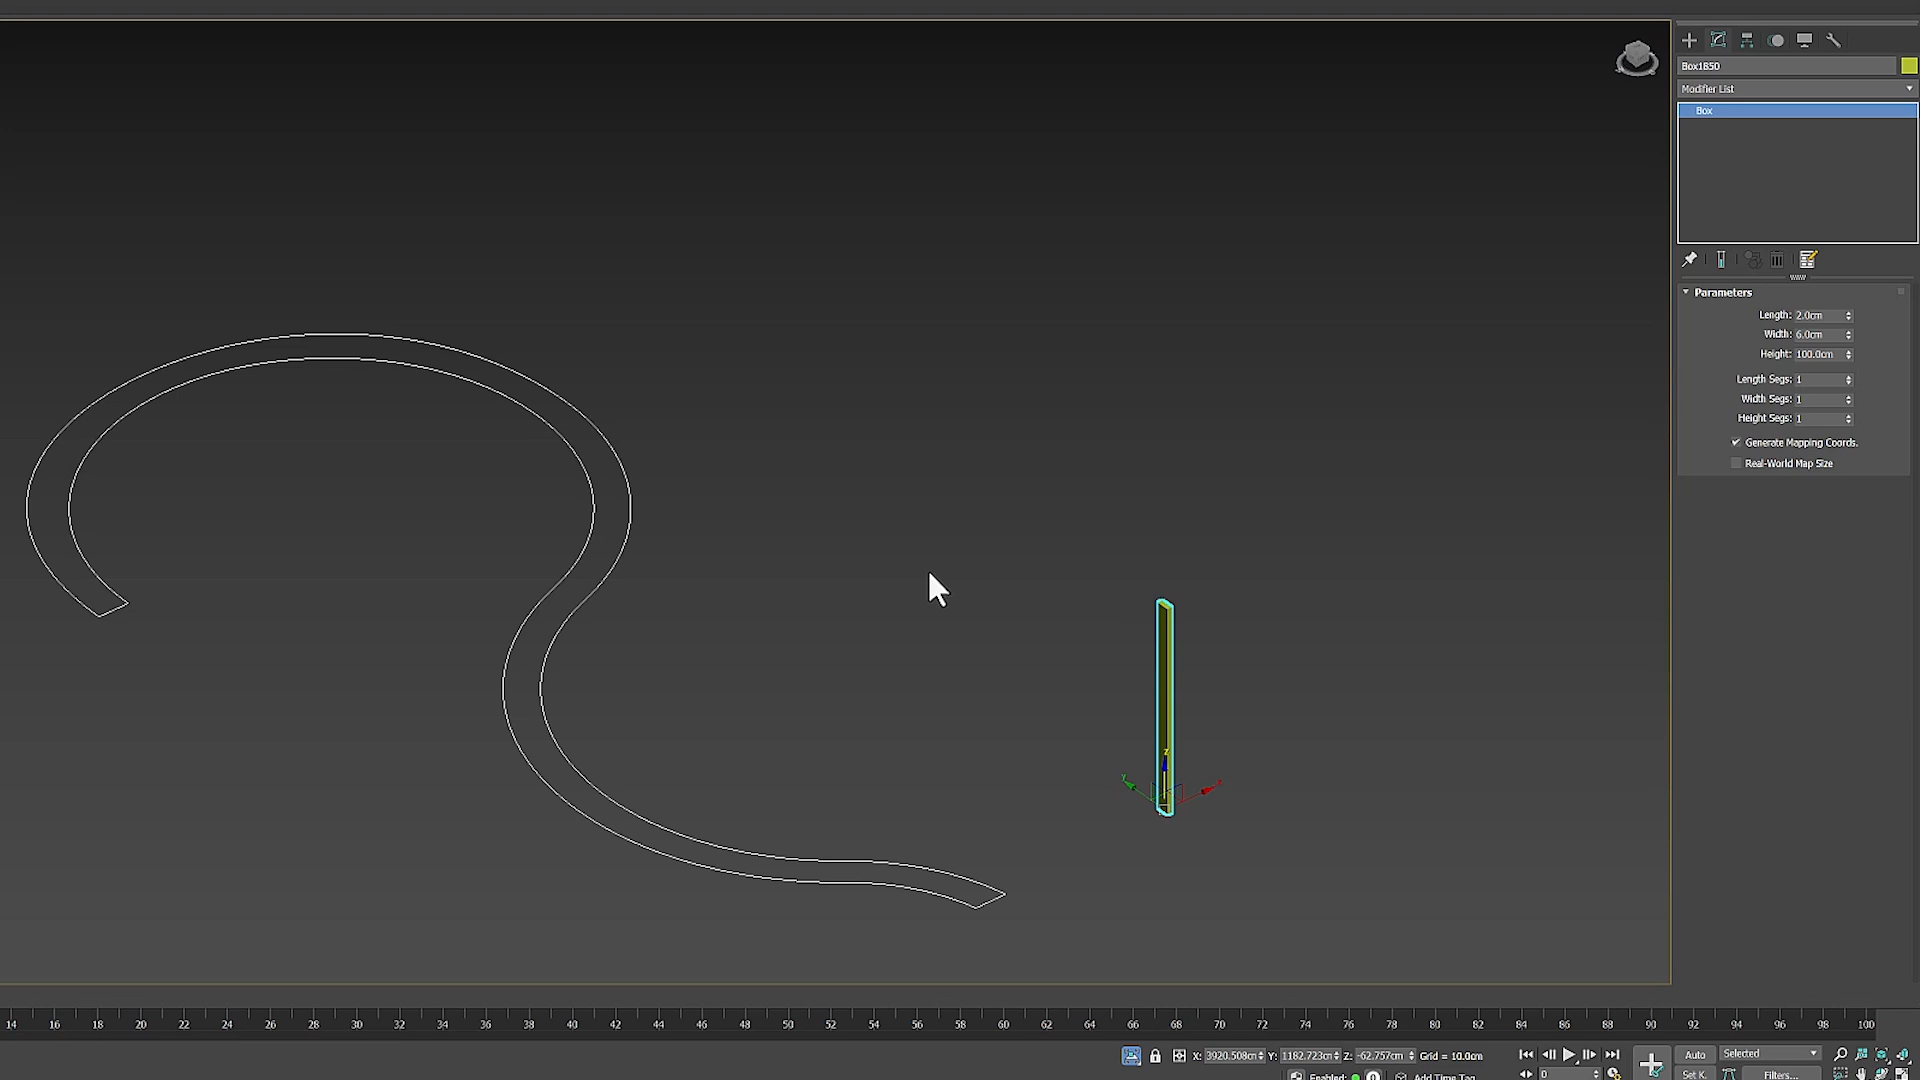 Box1850
Modifier List
Box
Parameters
Length: 2.0cm
Width: 6.0cm
Height: 100.0cm
Length Segs: 1
Width Segs: 1
Height Segs: 1
Generate Mapping Coords.
Real-World Map Size
z
y
x
14 16 18 20 22 24 26 28 30 32 34 36 38 40 42 44 46 48 50 52 54 56 58 60 62 64 66 68 70 72 74 76 78 80 82 84 86 88 90 92 94 96 98 100
X: 3920.508cm Y: 1182.723cm Z: -62.757cm Grid = 10.0cm
Auto Selected
Enabled: Add Time Tag
0
Set K. Filters...